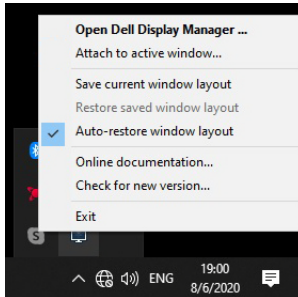 Open Dell Display Manager ...
Attach to active window...
Save current window layout
Restore saved window layout
Auto-restore window layout
Online documentation...
Check for new version...
Exit
S
ENG
19:00
8/6/2020